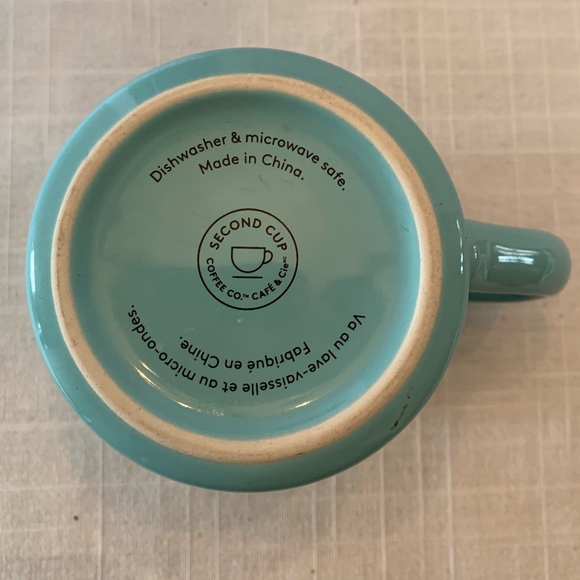 Dishwasher & microwave safe.
Made in China.
SECOND CUP
COFFEE CO.™ CAFÉ & Cie™ᶜ
Va au lave-vaisselle et au micro-ondes.
Fabriqué en Chine.